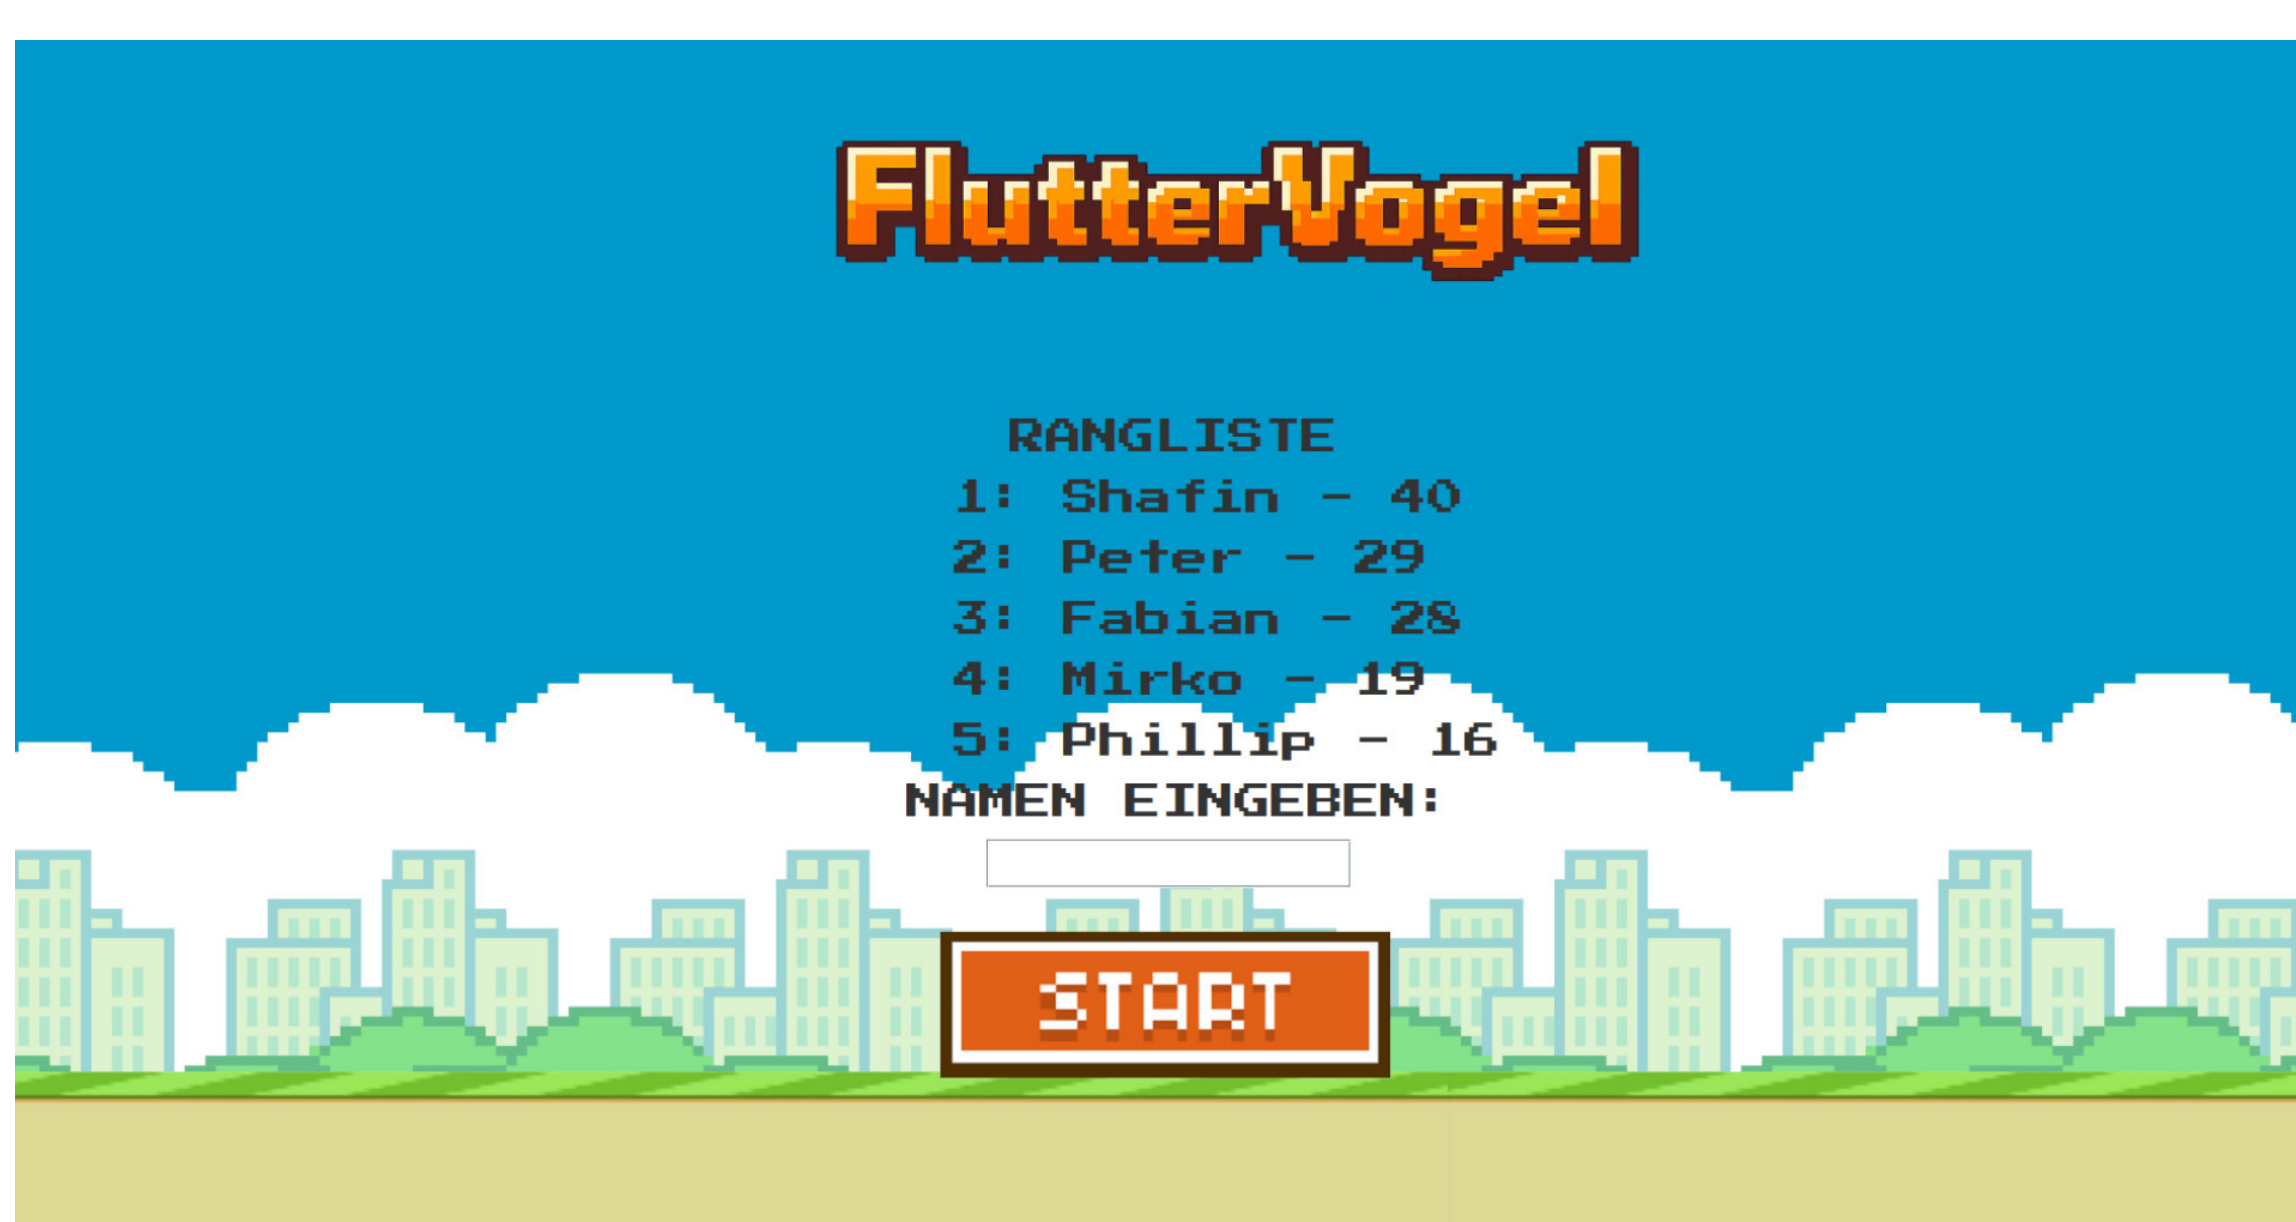 FlutterVogel
RANGLISTE
1: Shafin - 40
2: Peter - 29
3: Fabian - 28
4: Mirko - 19
5: Phillip - 16
NAMEN EINGEBEN:
START